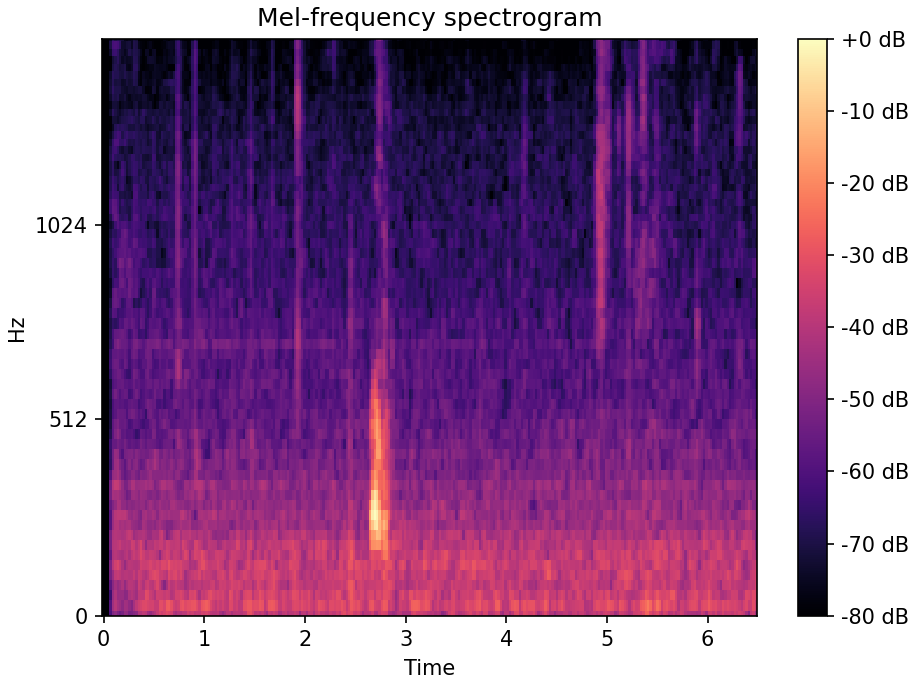 Mel-frequency spectrogram
+0 dB
-10 dB
-20 dB
-30 dB
-40 dB
-50 dB
-60 dB
-70 dB
-80 dB
1024
512
0
Hz
0 1 2 3 4 5 6
Time